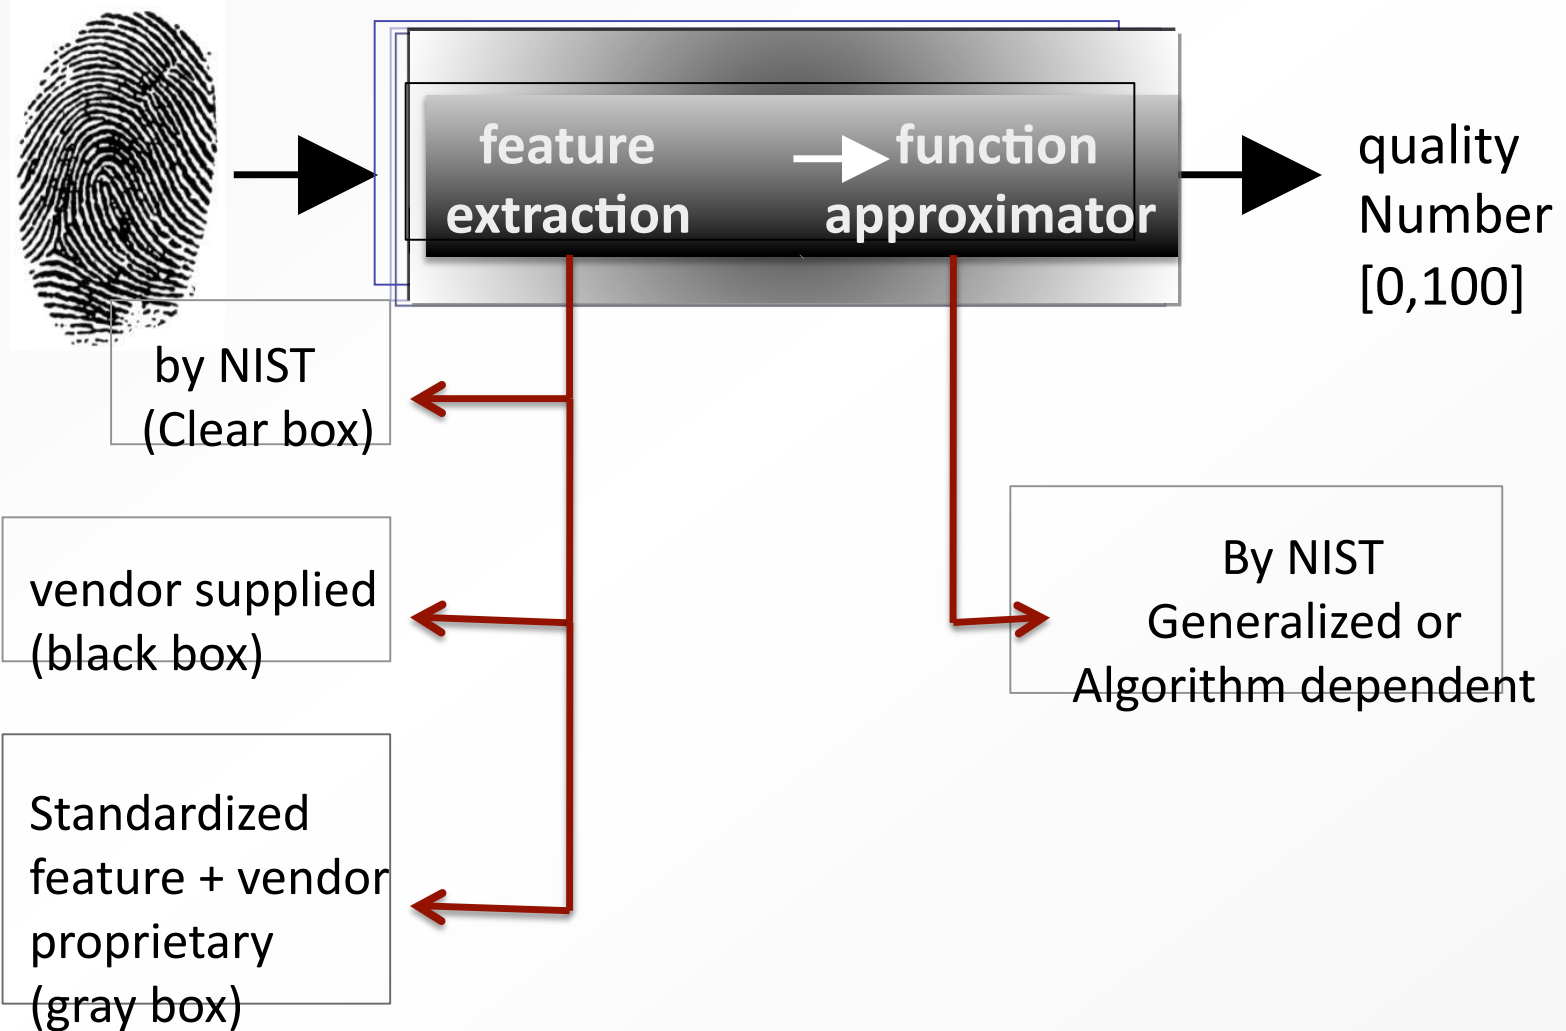 feature
extraction
function
approximator
quality
Number
[0,100]
by NIST
(Clear box)
vendor supplied
(black box)
Standardized
feature + vendor
proprietary
(gray box)
By NIST
Generalized or
Algorithm dependent